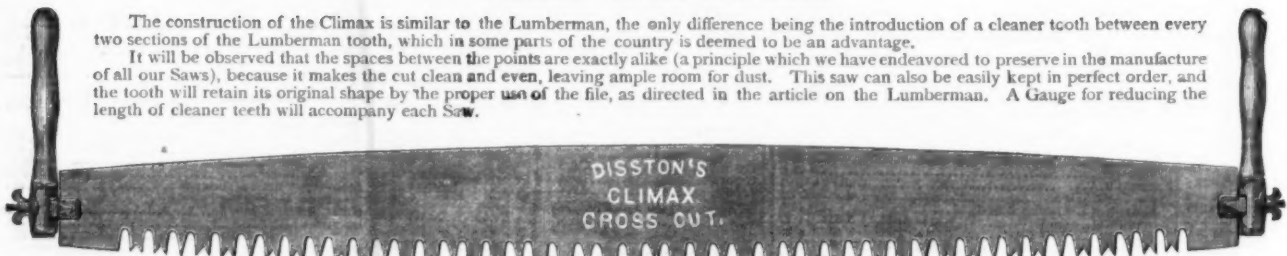 The construction of the Climax is similar to the Lumberman, the only difference being the introduction of a cleaner tooth between every
two sections of the Lumberman tooth, which in some parts of the country is deemed to be an advantage.
It will be observed that the spaces between the points are exactly alike (a principle which we have endeavored to preserve in the manufacture
of all our Saws), because it makes the cut clean and even, leaving ample room for dust. This saw can also be easily kept in perfect order, and
the tooth will retain its original shape by the proper use of the file, as directed in the article on the Lumberman. A Gauge for reducing the
length of cleaner teeth will accompany each Saw.
DISSTON'S
CLIMAX
CROSS CUT.